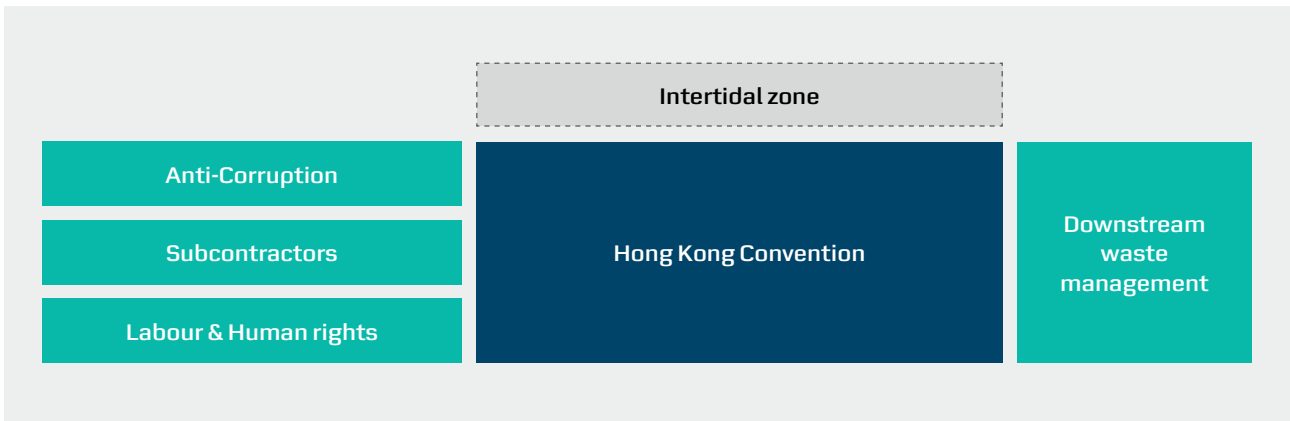 Intertidal zone
Anti-Corruption
Subcontractors
Labour & Human rights
Hong Kong Convention
Downstream
waste
management